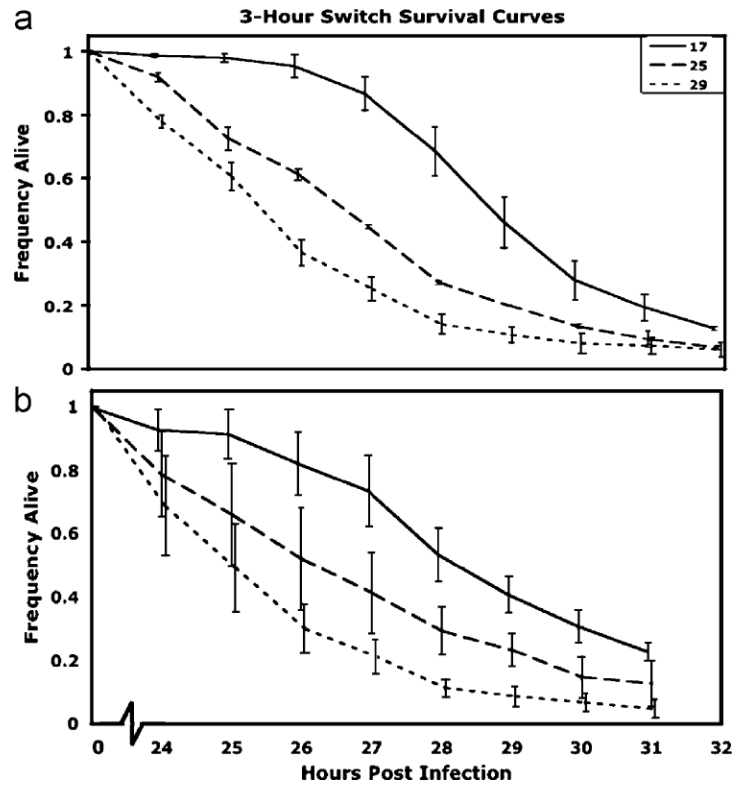 a
3-Hour Switch Survival Curves
17
25
29
1
0.8
0.6
0.4
0.2
0
Frequency Alive
b
1
0.8
0.6
0.4
0.2
0
Frequency Alive
0 24 25 26 27 28 29 30 31 32
Hours Post Infection